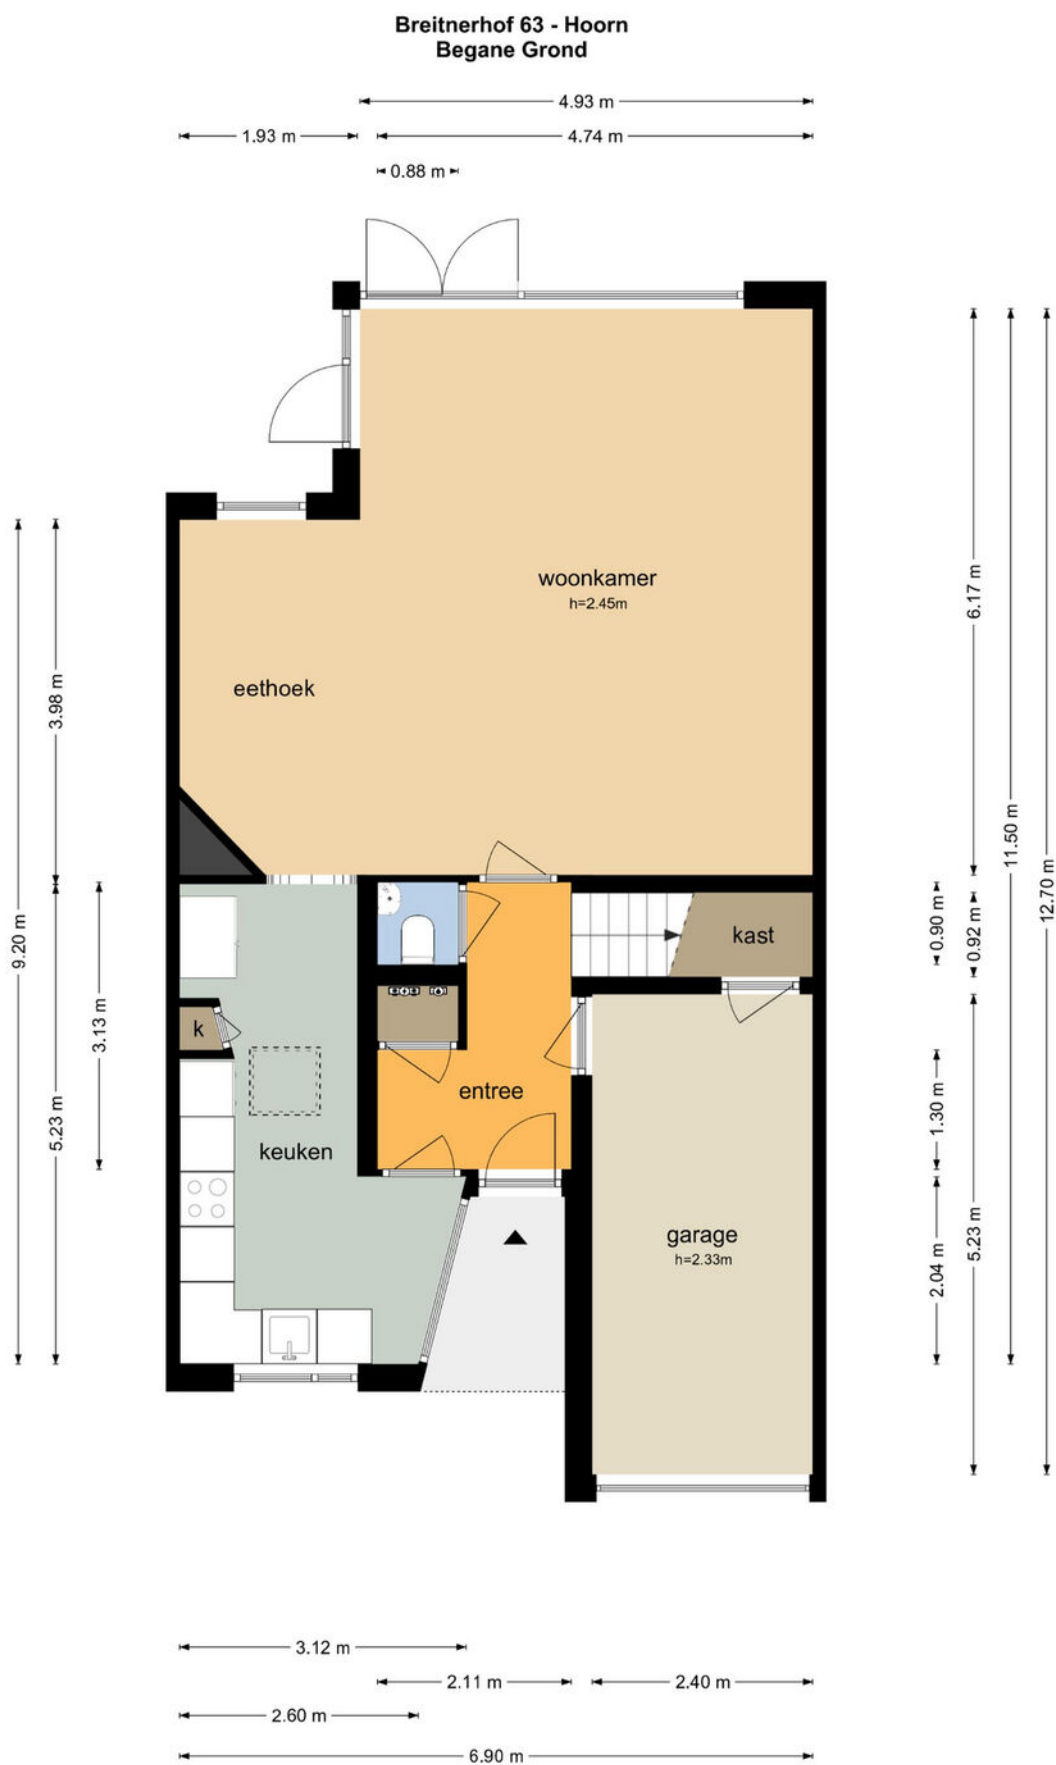 Breitnerhof 63 - Hoorn
Begane Grond
4.93 m
1.93 m
4.74 m
0.88 m
woonkamer
h=2.45m
eethoek
6.17 m
3.98 m
11.50 m
12.70 m
9.20 m
kast
0.90 m
0.92 m
k
3.13 m
entree
keuken
5.23 m
1.30 m
garage
h=2.33m
5.23 m
2.04 m
3.12 m
2.11 m
2.40 m
2.60 m
6.90 m